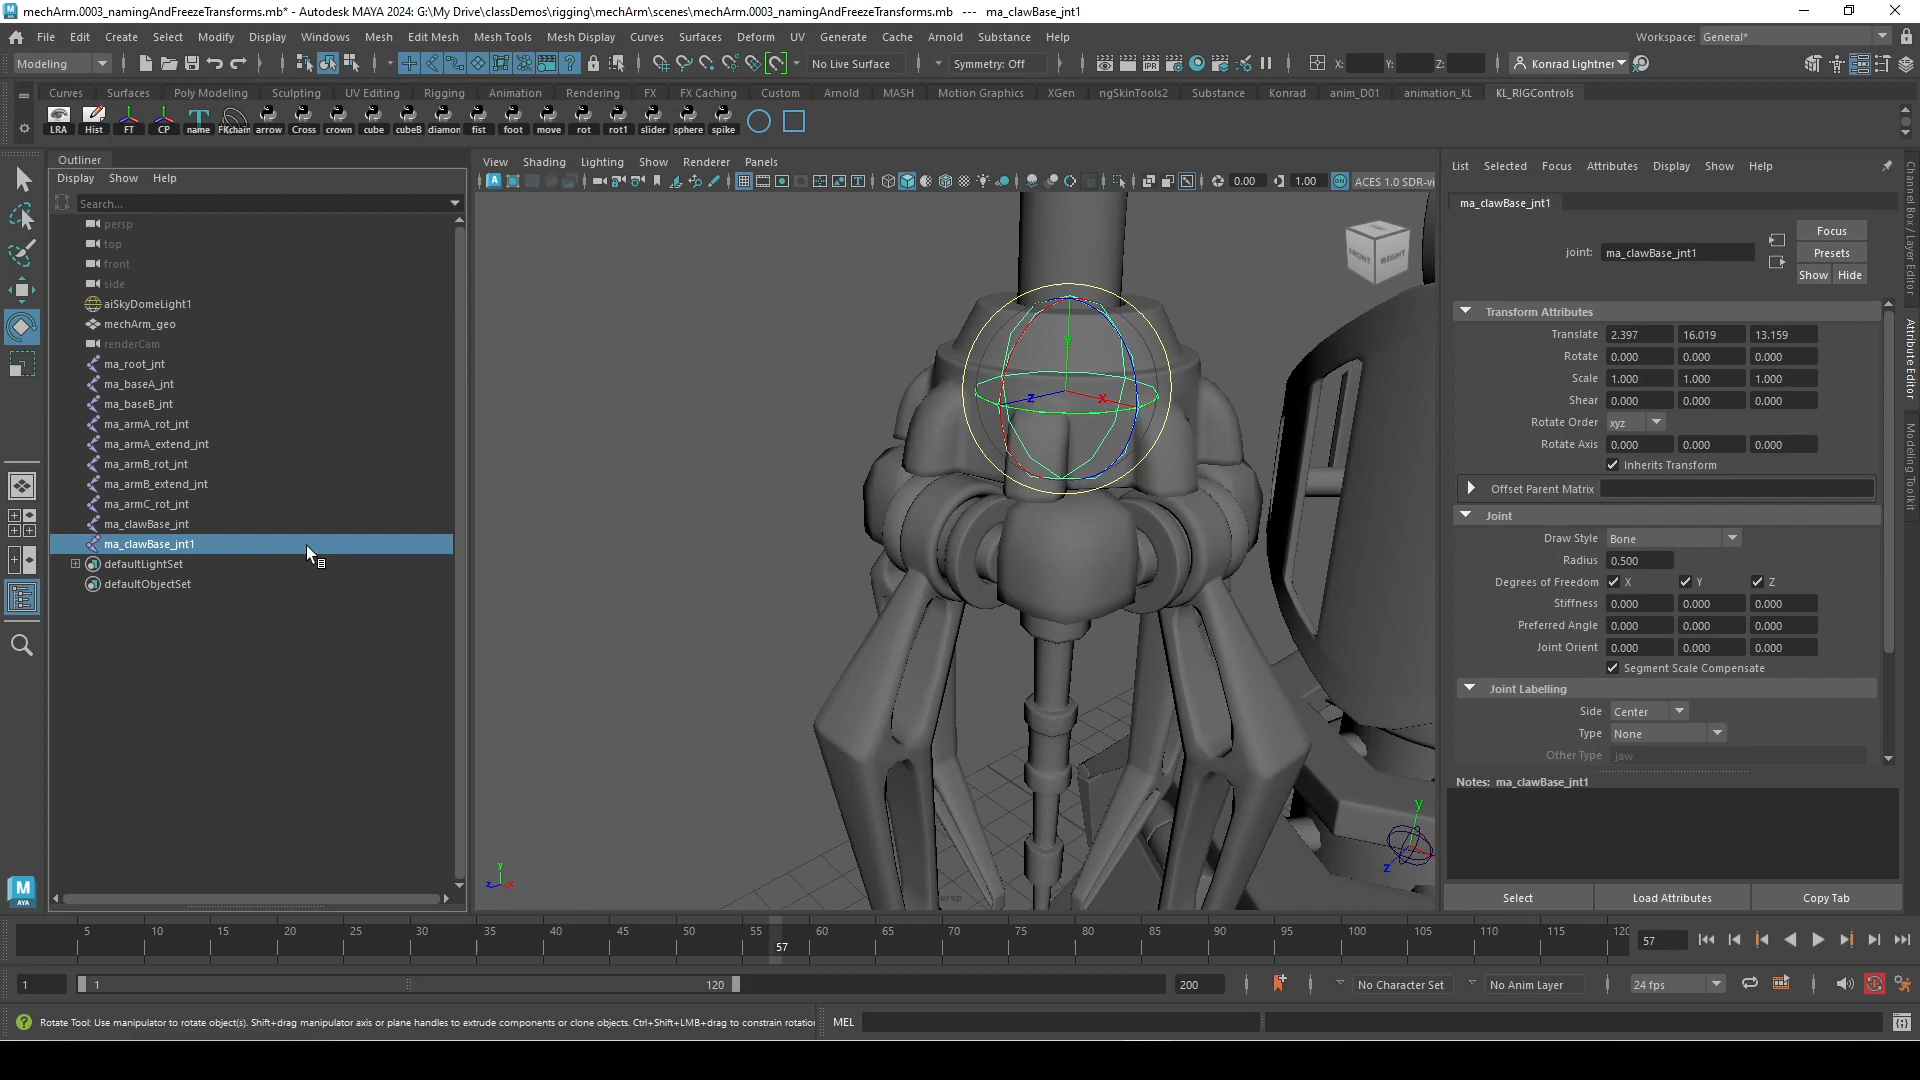 mechArm.0003_namingAndFreezeTransforms.mb* - Autodesk MAYA 2024: G:\My Drive\classDemos\rigging\mechArm\scenes\mechArm.0003_namingAndFreezeTransforms.mb --- ma_clawBase_jnt1
File Edit Create Select Modify Display Windows Mesh Edit Mesh Mesh Tools Mesh Display Curves Surfaces Deform UV Generate Cache Arnold Substance Help Workspace: General*
Modeling No Live Surface Symmetry: Off X: Y: Z: Konrad Lightner
Curves Surfaces Poly Modeling Sculpting UV Editing Rigging Animation Rendering FX FX Caching Custom Arnold MASH Motion Graphics XGen ngSkinTools2 Substance Konrad anim_D01 animation_KL KL_RIGControls
LRA Hist FT CP name FKchain arrow Cross crown cube cubeB diamon fist foot move rot rot1 slider sphere spike
Outliner
Display Show Help
Search...
persp
top
front
side
aiSkyDomeLight1
mechArm_geo
renderCam
ma_root_jnt
ma_baseA_jnt
ma_baseB_jnt
ma_armA_rot_jnt
ma_armA_extend_jnt
ma_armB_rot_jnt
ma_armB_extend_jnt
ma_armC_rot_jnt
ma_clawBase_jnt
ma_clawBase_jnt1
defaultLightSet
defaultObjectSet
View Shading Lighting Show Renderer Panels
0.00 1.00 ACES 1.0 SDR-vi
FRONT RIGHT
y
z x
y
z x
y
z
persp
List Selected Focus Attributes Display Show Help
ma_clawBase_jnt1
Focus
joint: ma_clawBase_jnt1
Presets
Show Hide
Transform Attributes
Translate 2.397 16.019 13.159
Rotate 0.000 0.000 0.000
Scale 1.000 1.000 1.000
Shear 0.000 0.000 0.000
Rotate Order xyz
Rotate Axis 0.000 0.000 0.000
Inherits Transform
Offset Parent Matrix
Joint
Draw Style Bone
Radius 0.500
Degrees of Freedom X Y Z
Stiffness 0.000 0.000 0.000
Preferred Angle 0.000 0.000 0.000
Joint Orient 0.000 0.000 0.000
Segment Scale Compensate
Joint Labelling
Side Center
Type None
Other Type jaw
Notes: ma_clawBase_jnt1
Select Load Attributes Copy Tab
Channel Box / Layer Editor
Attribute Editor
Modeling Toolkit
M
AYA
5 10 15 20 25 30 35 40 45 50 55 60 65 70 75 80 85 90 95 100 105 110 115 120
57
57
1 1 120 200 No Character Set No Anim Layer 24 fps
Rotate Tool: Use manipulator to rotate object(s). Shift+drag manipulator axis or plane handles to extrude components or clone objects. Ctrl+Shift+LMB+drag to constrain rotatio
MEL